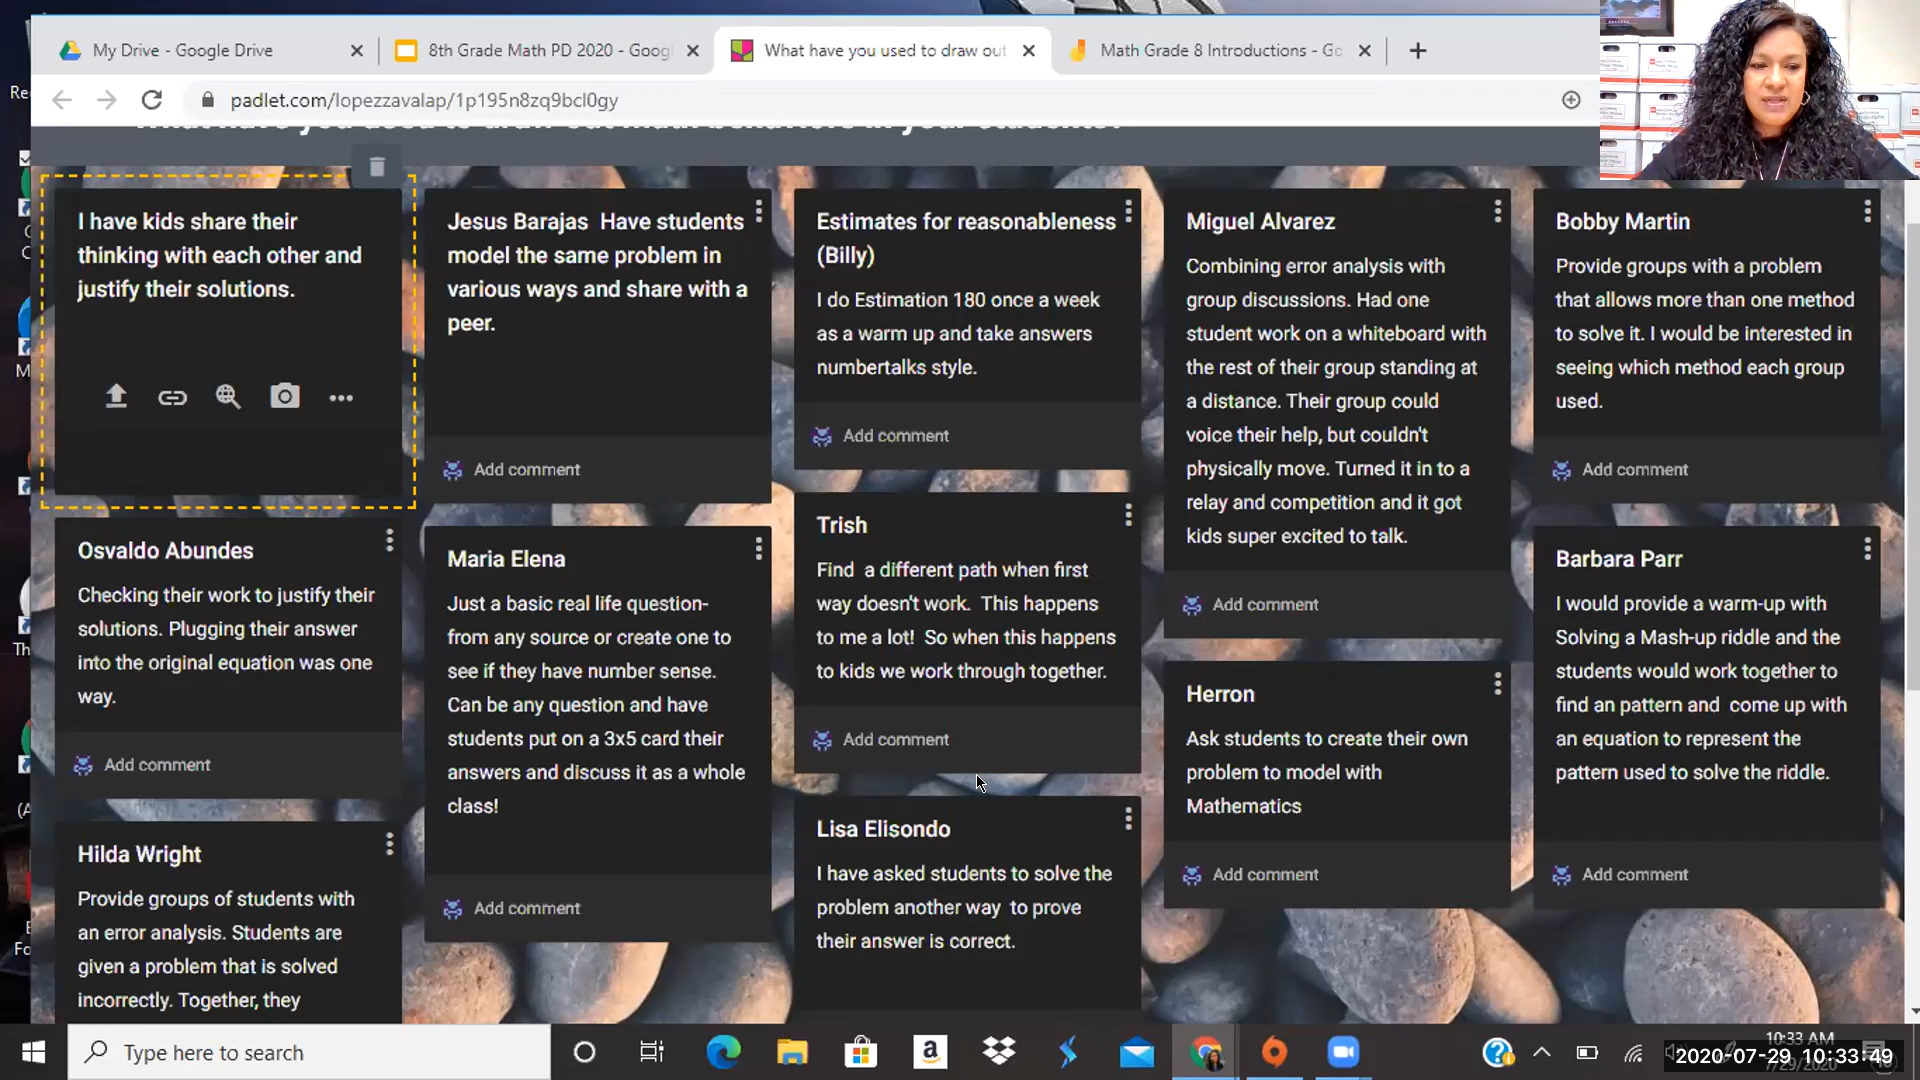 My Drive - Google Drive
8th Grade Math PD 2020 - Goog
What have you used to draw out
Math Grade 8 Introductions - Go
padlet.com/lopezzavalap/1p195n8zq9bcl0gy
What have you used to draw out math behaviors in your students?
I have kids share their
thinking with each other and
justify their solutions.
Osvaldo Abundes
Checking their work to justify their
solutions. Plugging their answer
into the original equation was one
way.
Add comment
Hilda Wright
Provide groups of students with
an error analysis. Students are
given a problem that is solved
incorrectly. Together, they
Jesus Barajas  Have students
model the same problem in
various ways and share with a
peer.
Add comment
Maria Elena
Just a basic real life question-
from any source or create one to
see if they have number sense.
Can be any question and have
students put on a 3x5 card their
answers and discuss it as a whole
class!
Add comment
Estimates for reasonableness
(Billy)
I do Estimation 180 once a week
as a warm up and take answers
numbertalks style.
Add comment
Trish
Find  a different path when first
way doesn't work.  This happens
to me a lot!  So when this happens
to kids we work through together.
Add comment
Lisa Elisondo
I have asked students to solve the
problem another way  to prove
their answer is correct.
Miguel Alvarez
Combining error analysis with
group discussions. Had one
student work on a whiteboard with
the rest of their group standing at
a distance. Their group could
voice their help, but couldn't
physically move. Turned it in to a
relay and competition and it got
kids super excited to talk.
Add comment
Herron
Ask students to create their own
problem to model with
Mathematics
Add comment
Bobby Martin
Provide groups with a problem
that allows more than one method
to solve it. I would be interested in
seeing which method each group
used.
Add comment
Barbara Parr
I would provide a warm-up with
Solving a Mash-up riddle and the
students would work together to
find an pattern and  come up with
an equation to represent the
pattern used to solve the riddle.
Add comment
Type here to search
10:33 AM
7/29/2020
2020-07-29 10:33:49